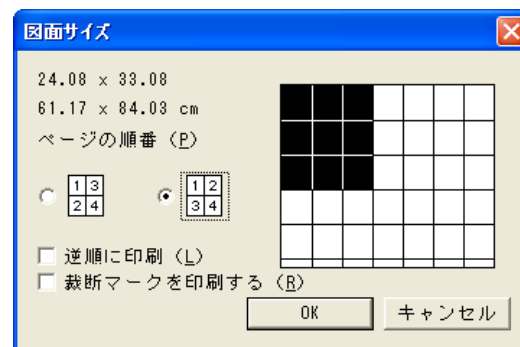 図面サイズ
24.08 x 33.08
61.17 x 84.03 cm
ページの順番 (P)
1 3
2 4
1 2
3 4
逆順に印刷 (L)
裁断マークを印刷する (R)
OK キャンセル